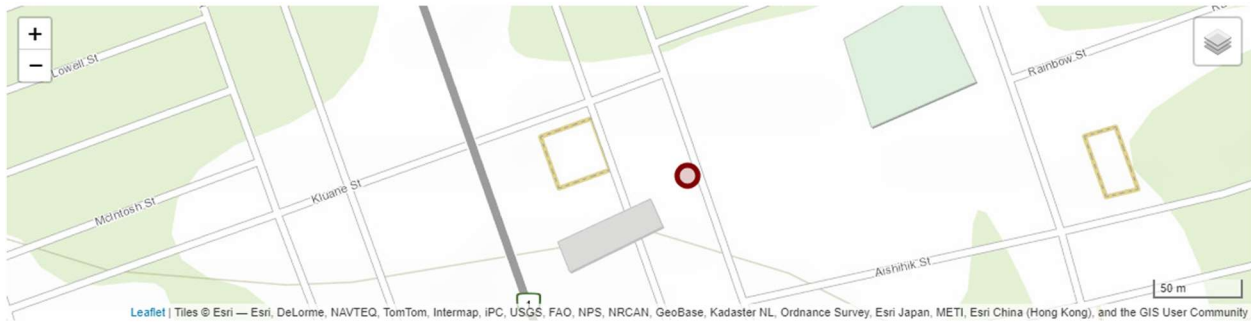 +
−
Lowell St
Rainbow St
Kluane St
McIntosh St
Aishihik St
1
50 m
Leaflet | Tiles © Esri — Esri, DeLorme, NAVTEQ, TomTom, Intermap, iPC, USGS, FAO, NPS, NRCAN, GeoBase, Kadaster NL, Ordnance Survey, Esri Japan, METI, Esri China (Hong Kong), and the GIS User Community